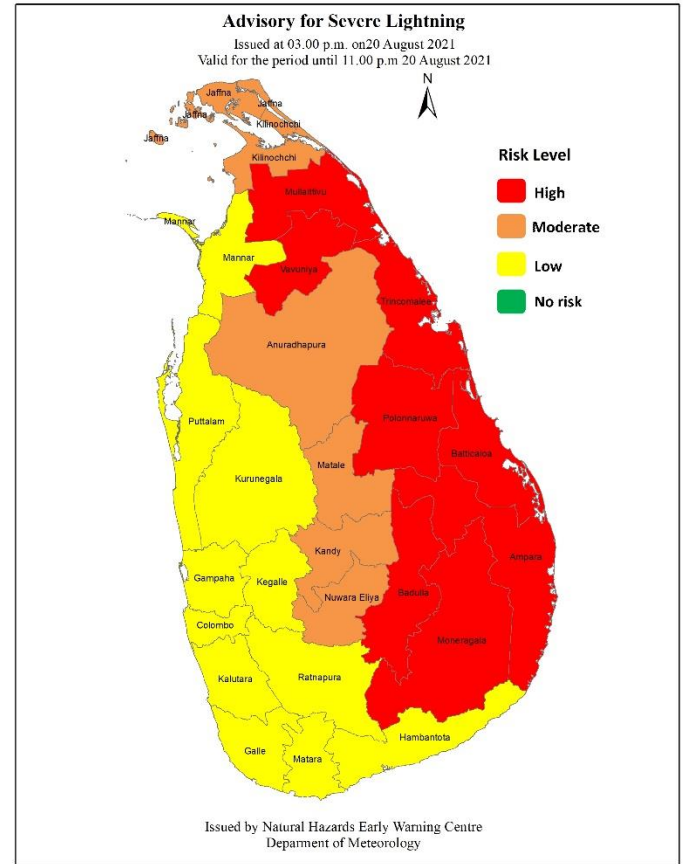 Advisory for Severe Lightning
Issued at 03.00 p.m. on20 August 2021
Valid for the period until 11.00 p.m 20 August 2021
N
Jaffna
Jaffna
Jaffna
Kilinochchi
Jaffna
Kilinochchi
Risk Level
High
Moderate
Low
No risk
Mullaithru
Mannar
Mannar
Vavuniya
Trincomalee
Anuradhapura
Puttalam
Polonnaruwa
Batticaloa
Matale
Kurunegala
Kandy
Ampara
Gampaha
Kegalle
Nuwara Eliya
Badulla
Colombo
Moneregala
Kalutara
Ratnapura
Hambantota
Galle
Matara
Issued by Natural Hazards Early Warning Centre
Deparment of Meteorology